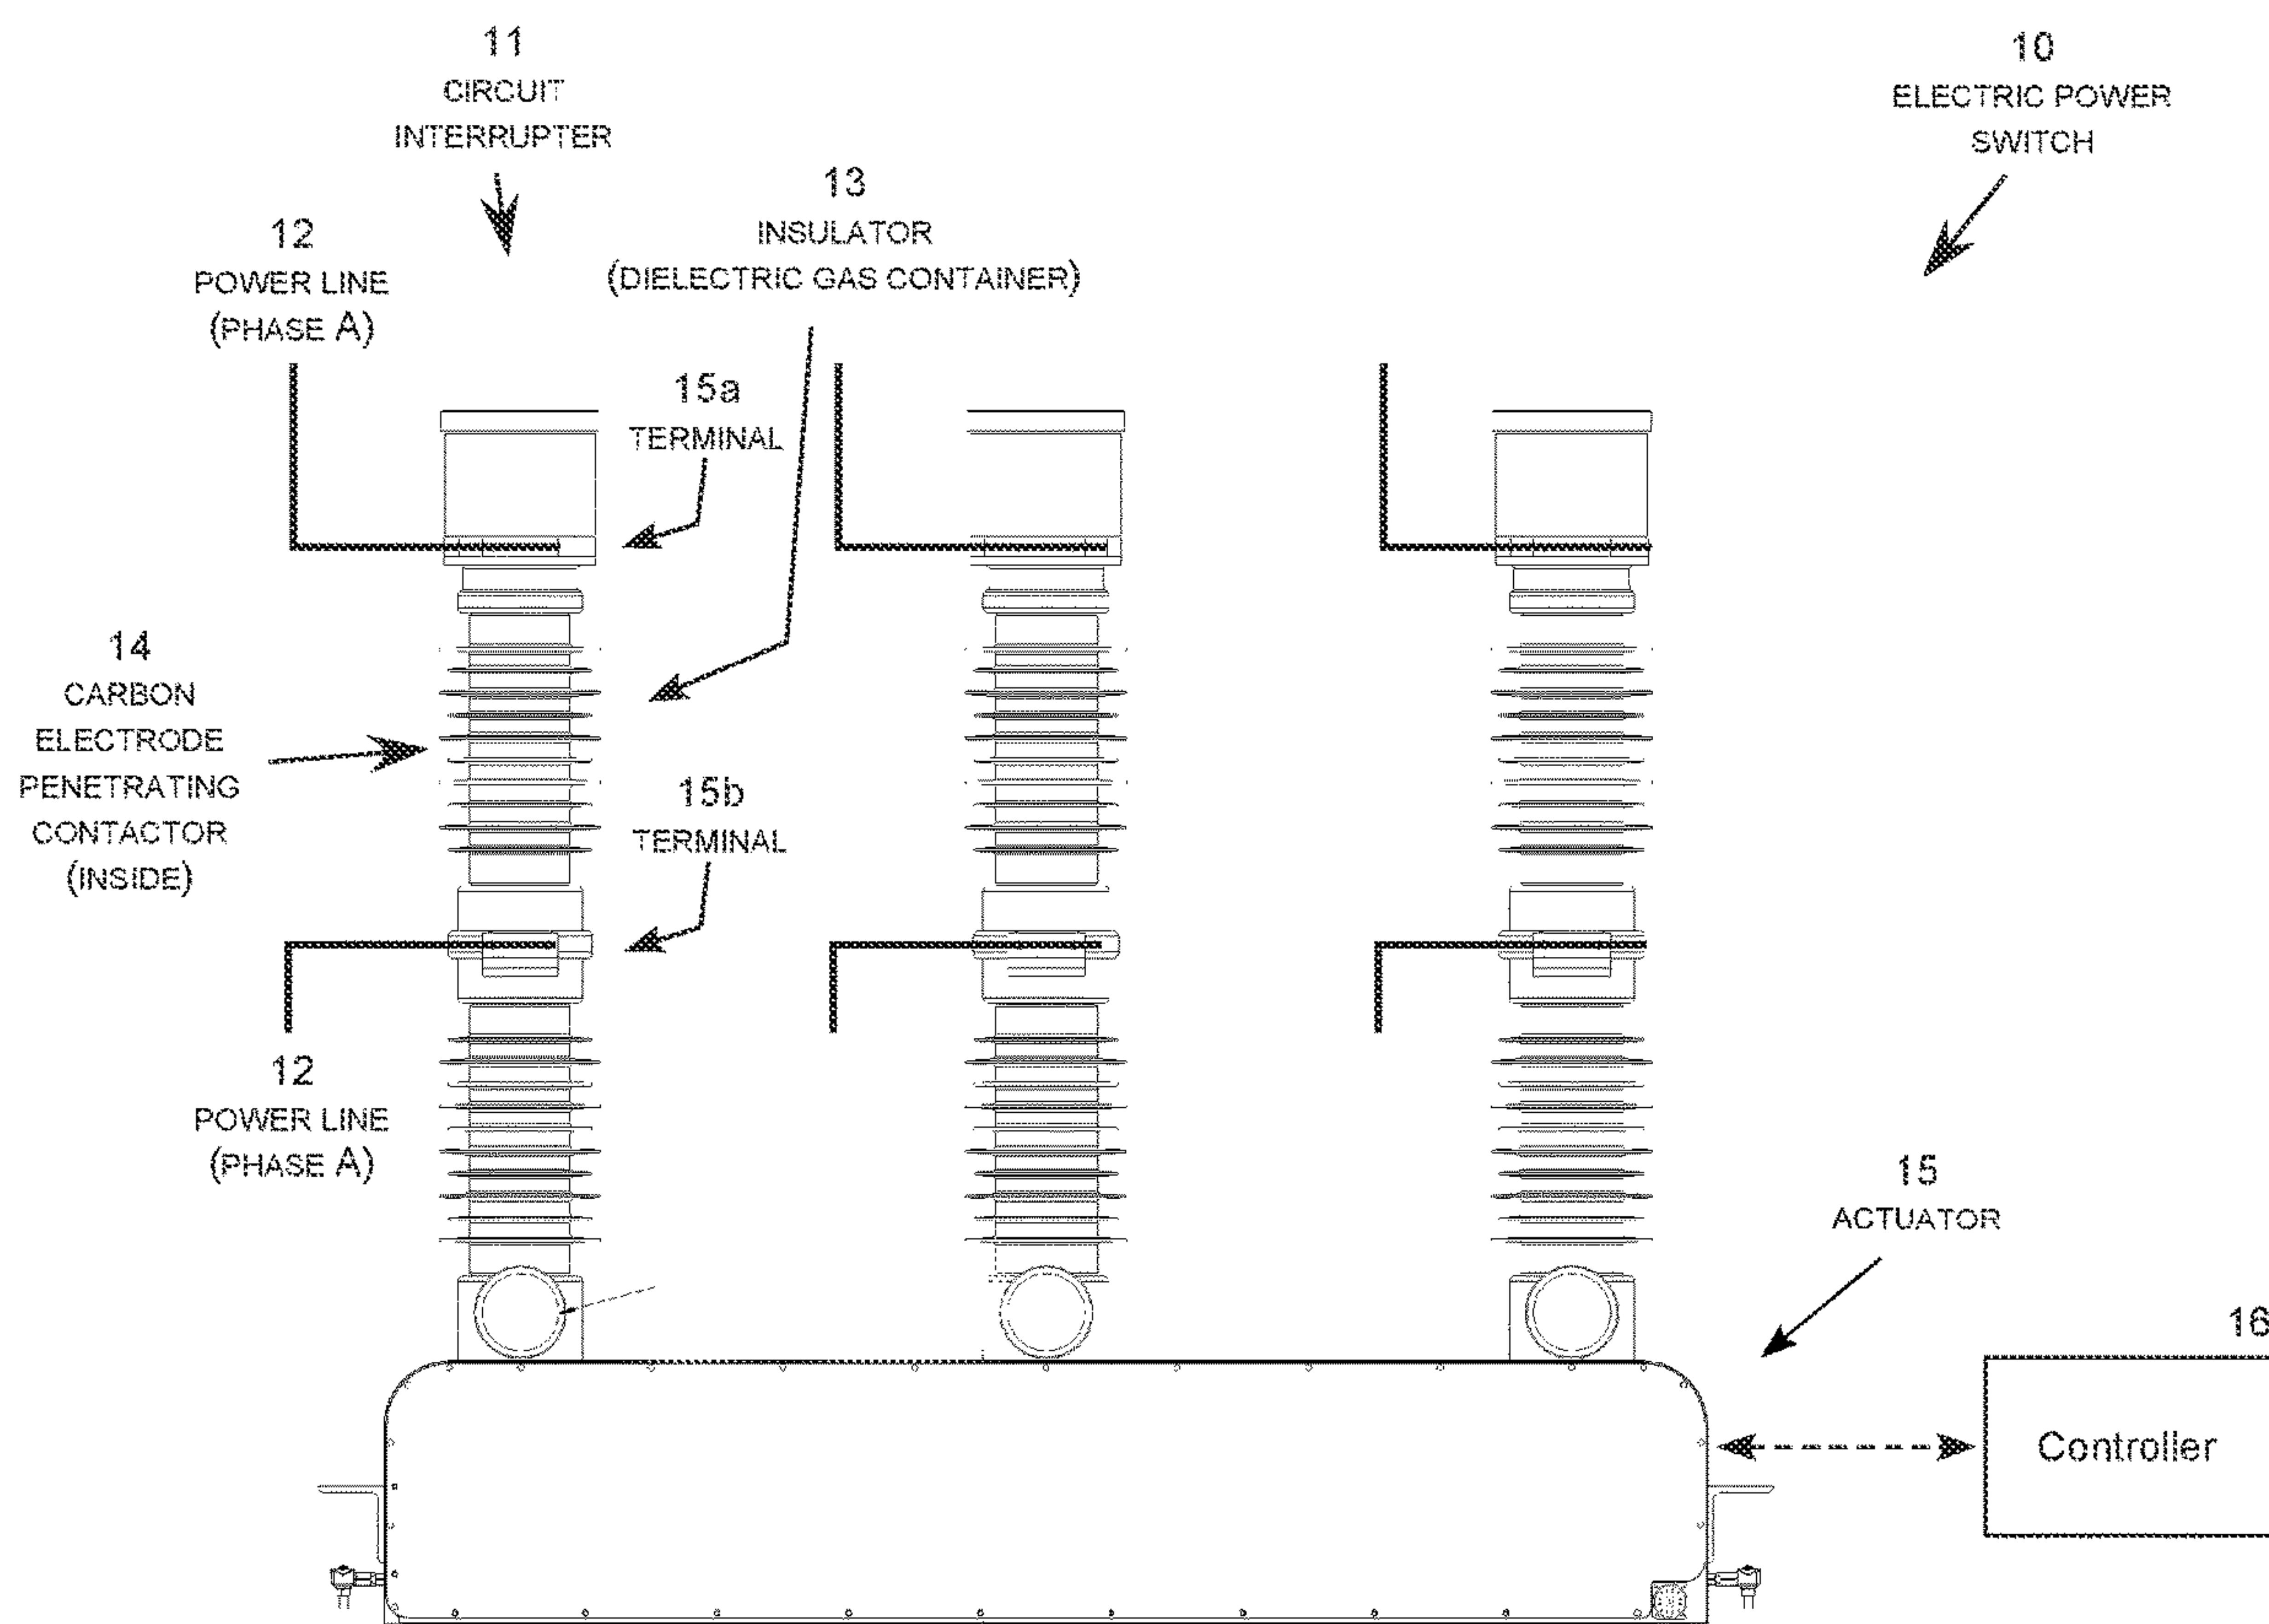 11
CIRCUIT
INTERRUPTER
10
ELECTRIC POWER
SWITCH
13
INSULATOR
(DIELECTRIC GAS CONTAINER)
12
POWER LINE
(PHASE A)
15a
TERMINAL
14
CARBON
ELECTRODE
PENETRATING
CONTACTOR
(INSIDE)
15b
TERMINAL
12
POWER LINE
(PHASE A)
15
ACTUATOR
16
Controller